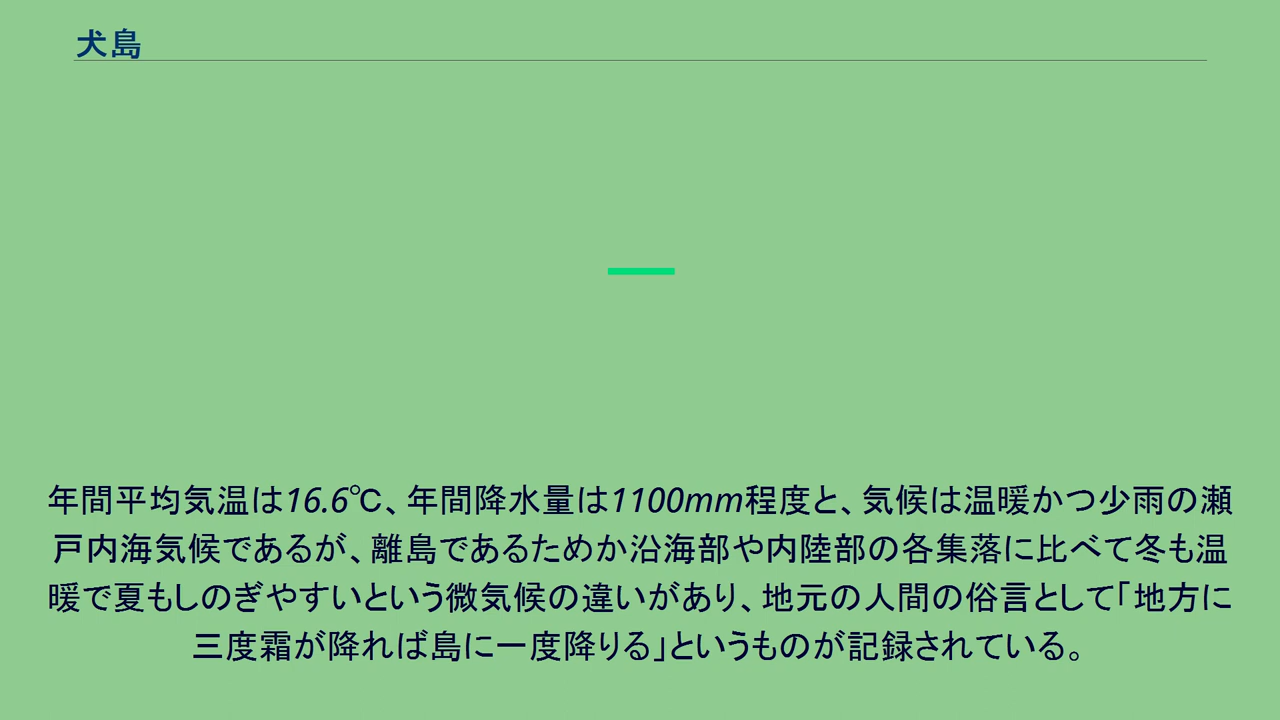 犬島
年間平均気温は16.6℃、年間降水量は1100mm程度と、気候は温暖かつ少雨の瀬
戸内海気候であるが、離島であるためか沿海部や内陸部の各集落に比べて冬も温
暖で夏もしのぎやすいという微気候の違いがあり、地元の人間の俗言として「地方に
三度霜が降れば島に一度降りる」というものが記録されている。